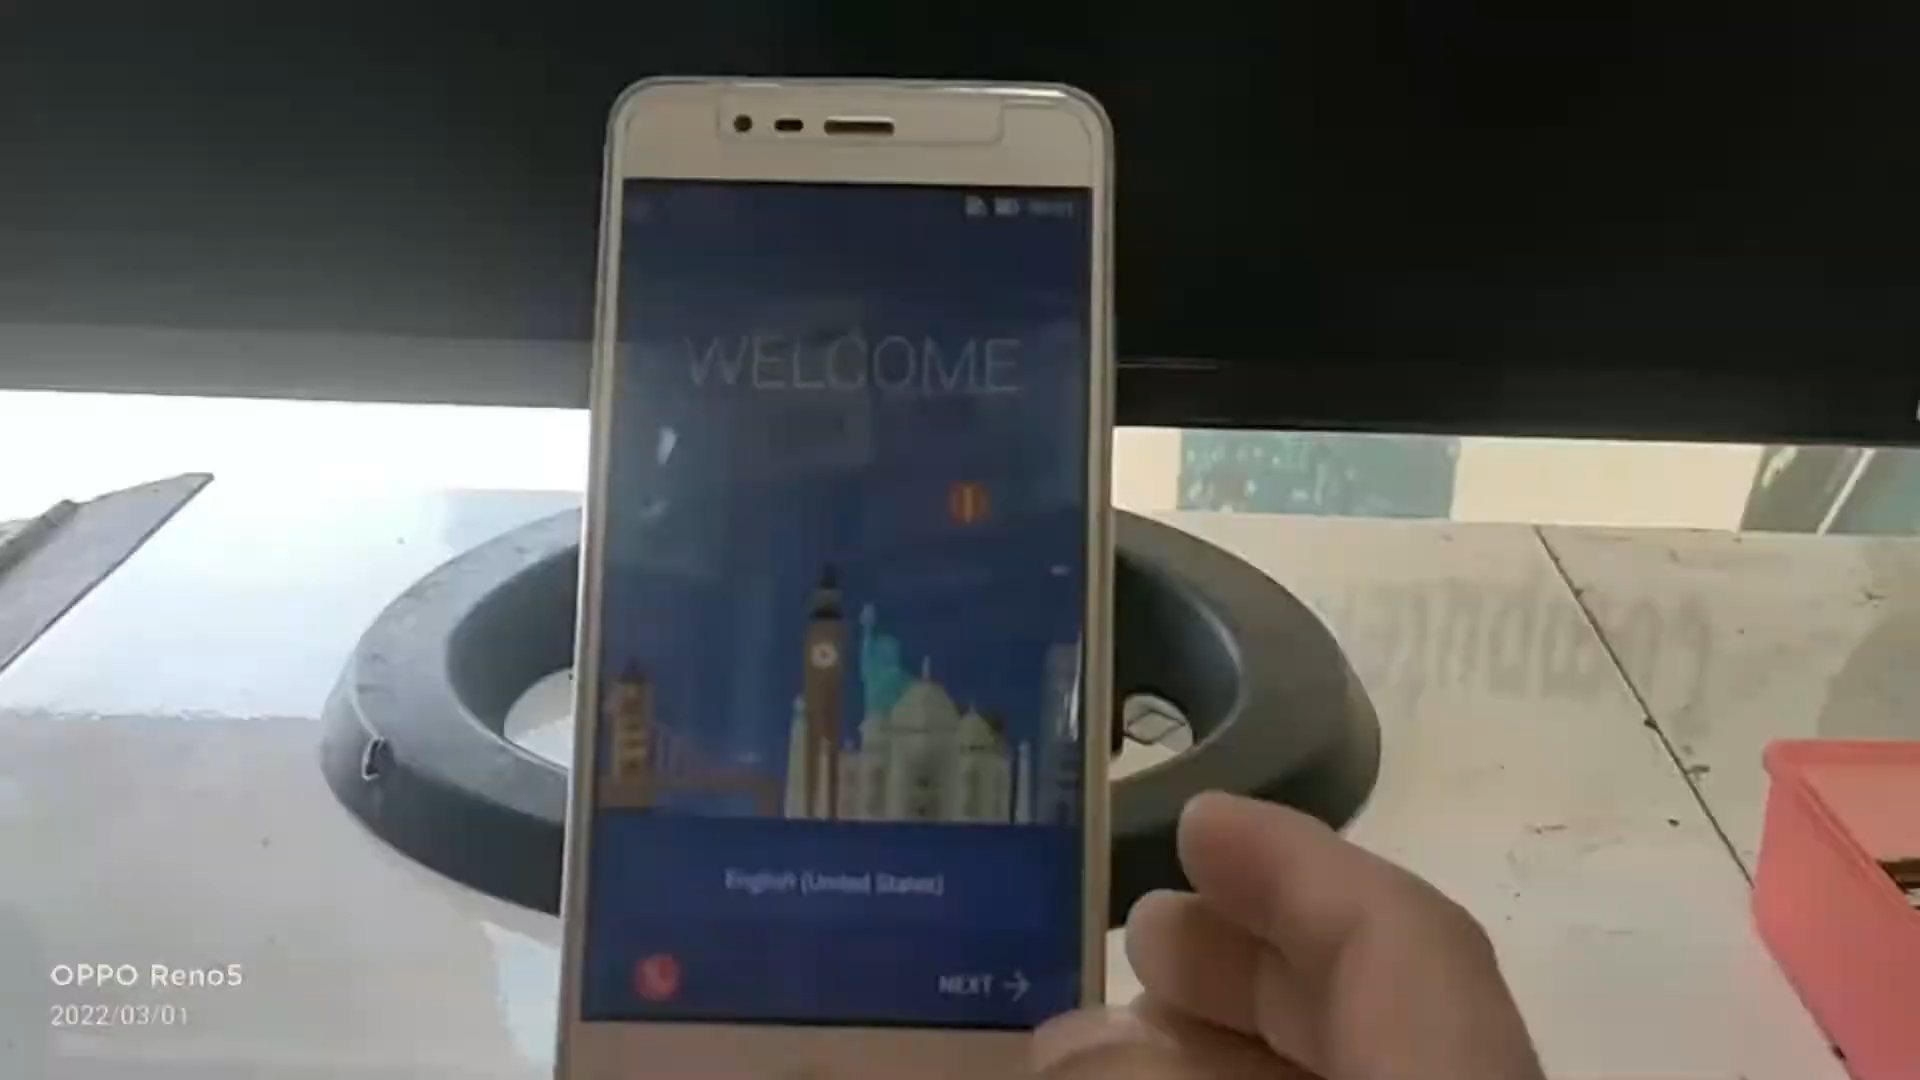 WELCOME
English (United States)
NEXT
OPPO Reno5
2022/03/01